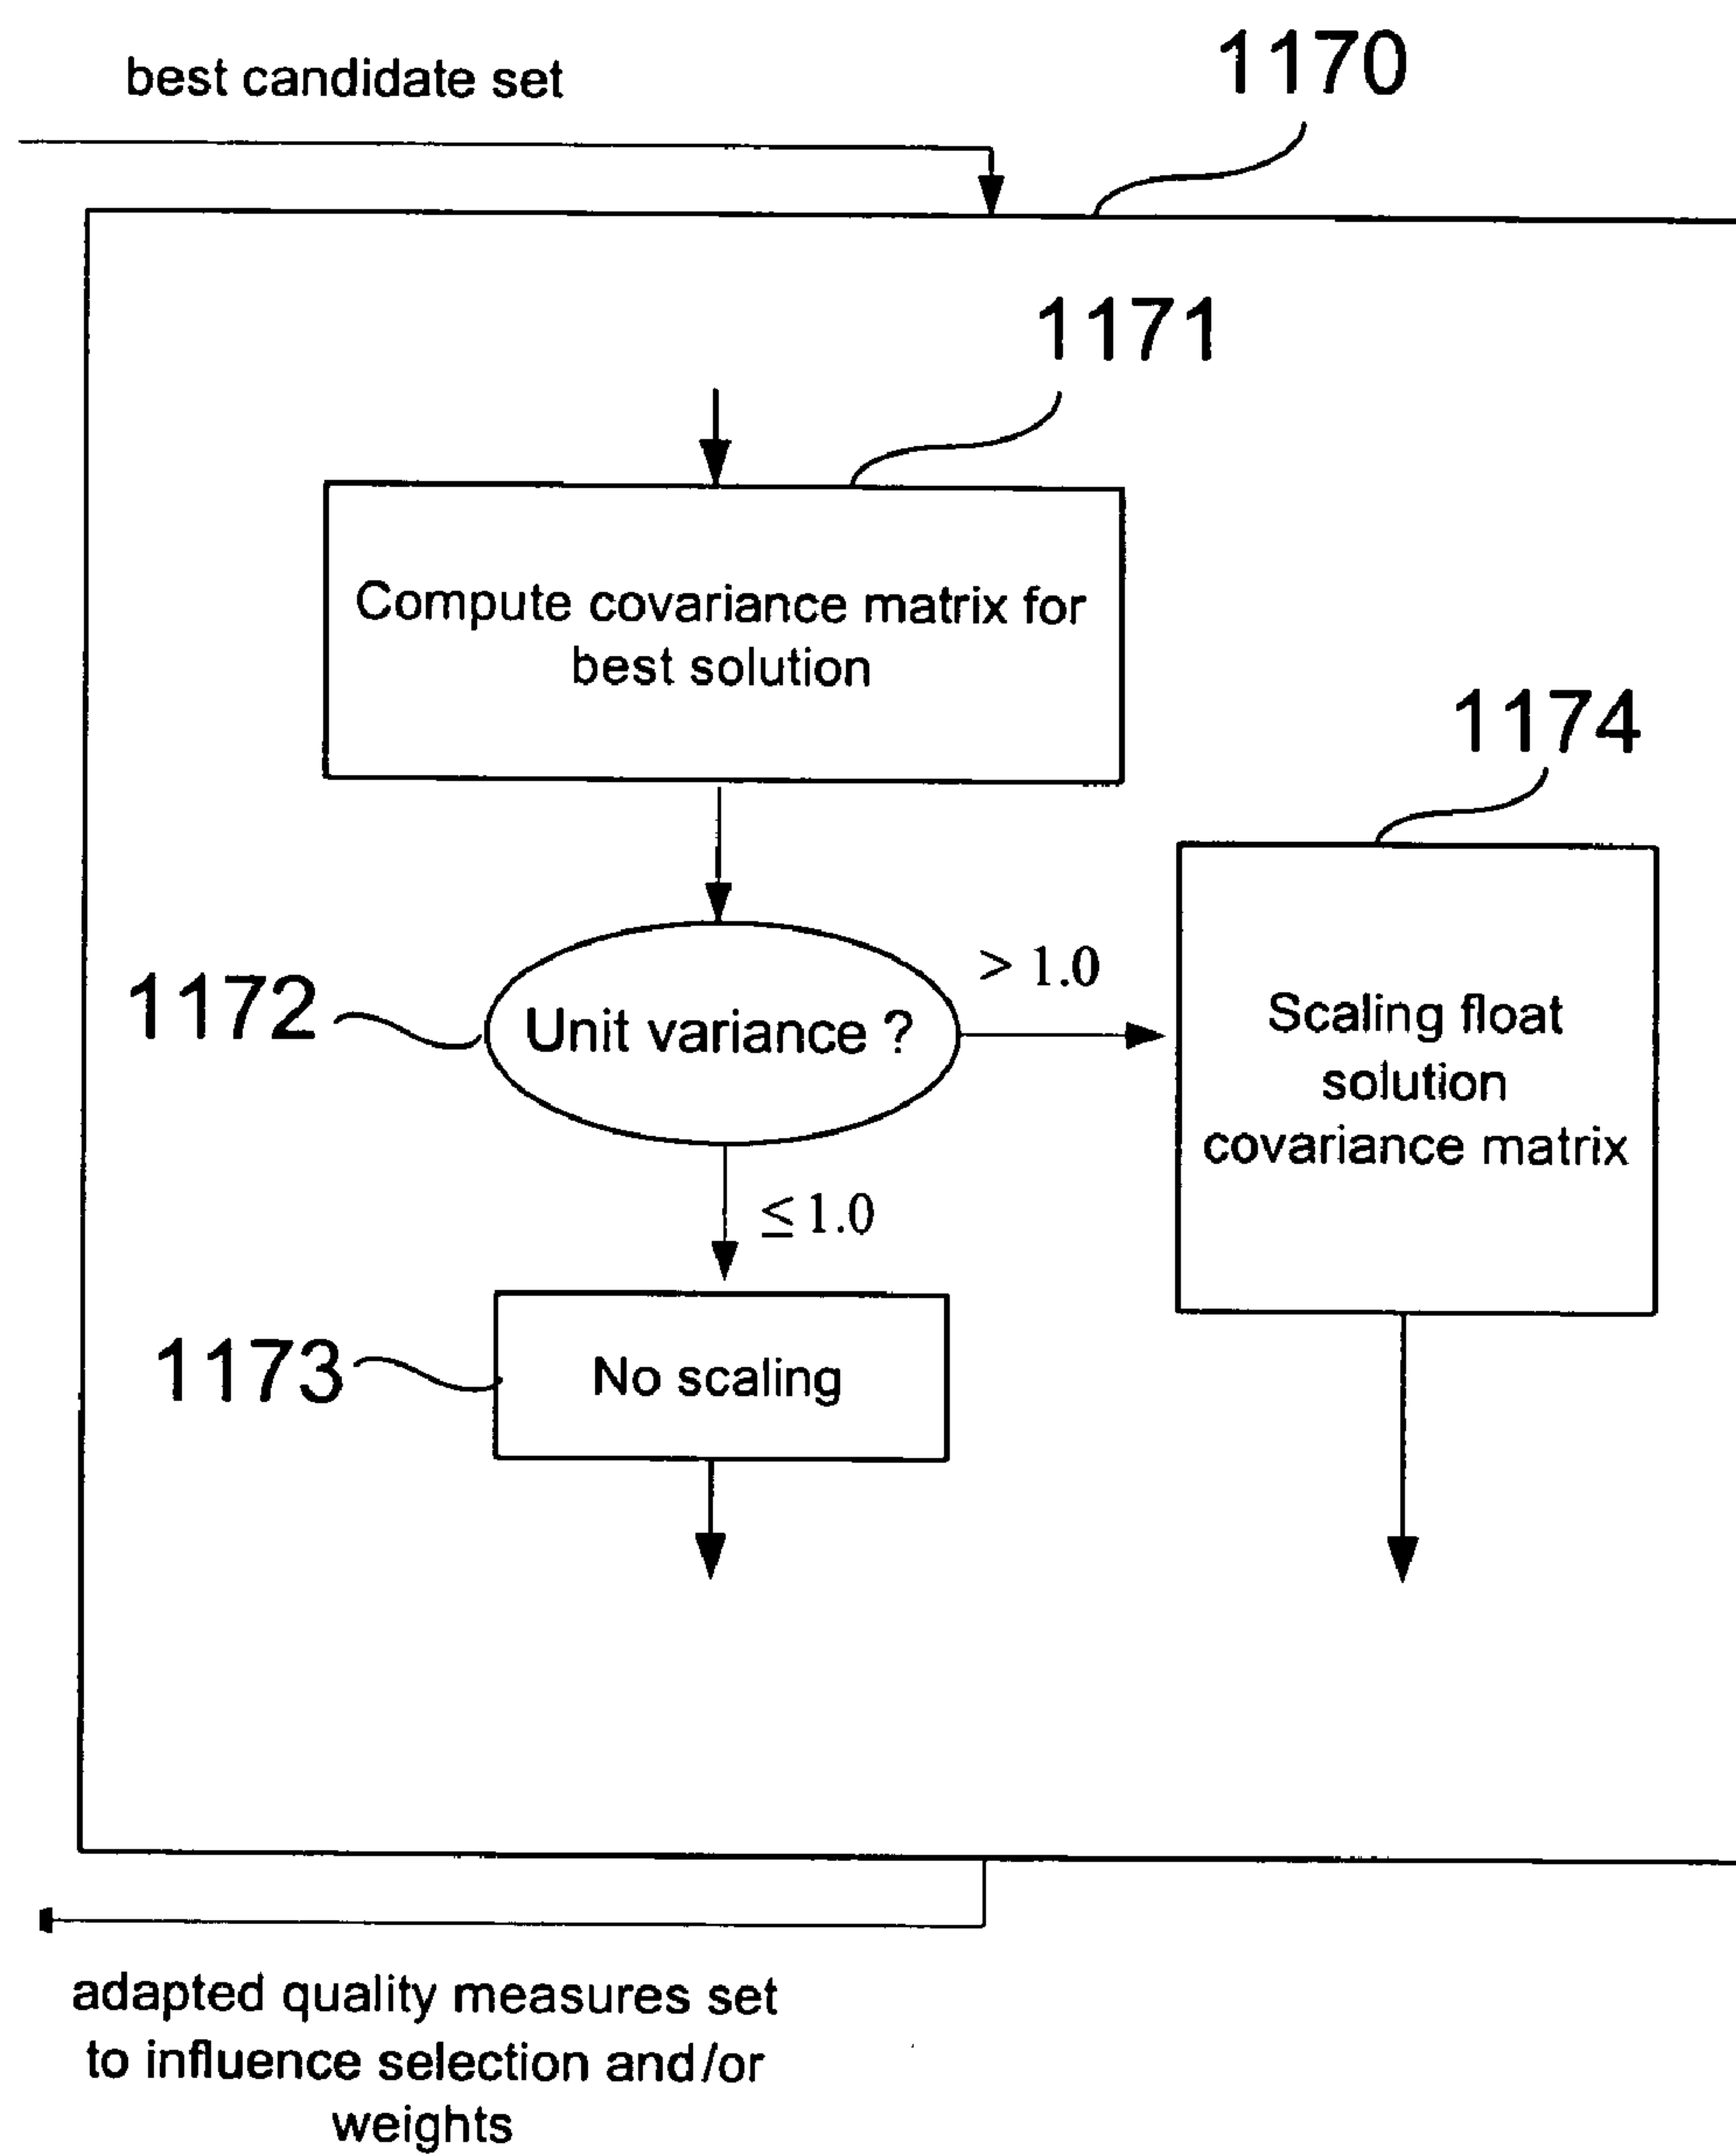 best candidate set
1170
1171
Compute covariance matrix for
best solution
1174
1172
Unit variance ?
> 1.0
Scaling float
solution
covariance matrix
≤ 1.0
1173
No scaling
adapted quality measures set
to influence selection and/or
weights